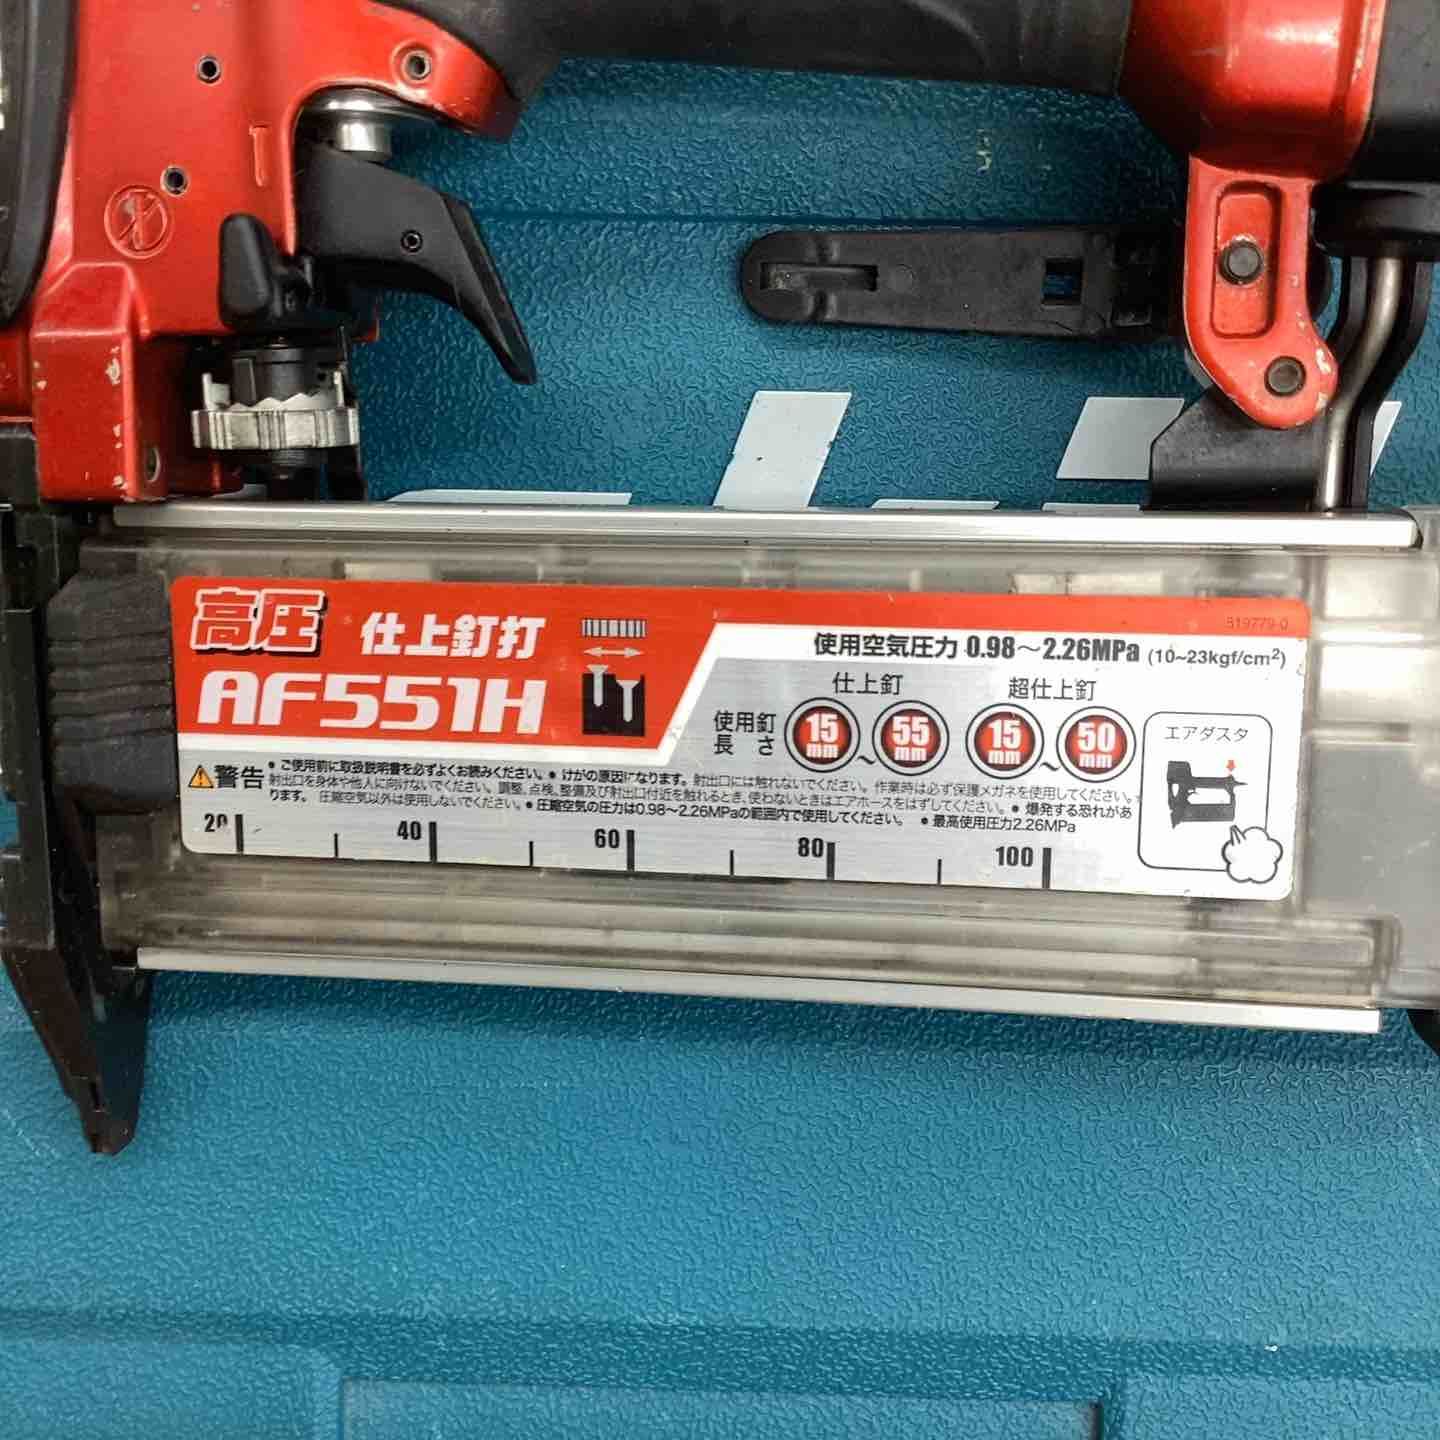 高圧 仕上釘打
AF551H
519779-0
使用空気圧力 0.98～2.26MPa (10~23kgf/cm²)
仕上釘 超仕上釘
使用釘
長さ
15mm ～ 55mm 15mm ～ 50mm
エアダスタ
⚠警告 ● ご使用前に取扱説明書を必ずよくお読みください。 ● けがの原因になります。射出口には触れないでください。作業時は必ず保護メガネを使用してください。
射出口を身体や他人に向けないでください。調整、点検、整備及び射出口付近を触れるとき、使わないときはエアホースをはずしてください。 ● 爆発する恐れがあ
ります。 圧縮空気以外は使用しないでください。 ● 圧縮空気の圧力は0.98～2.26MPaの範囲内で使用してください。 ● 最高使用圧力2.26MPa
20 40 60 80 100